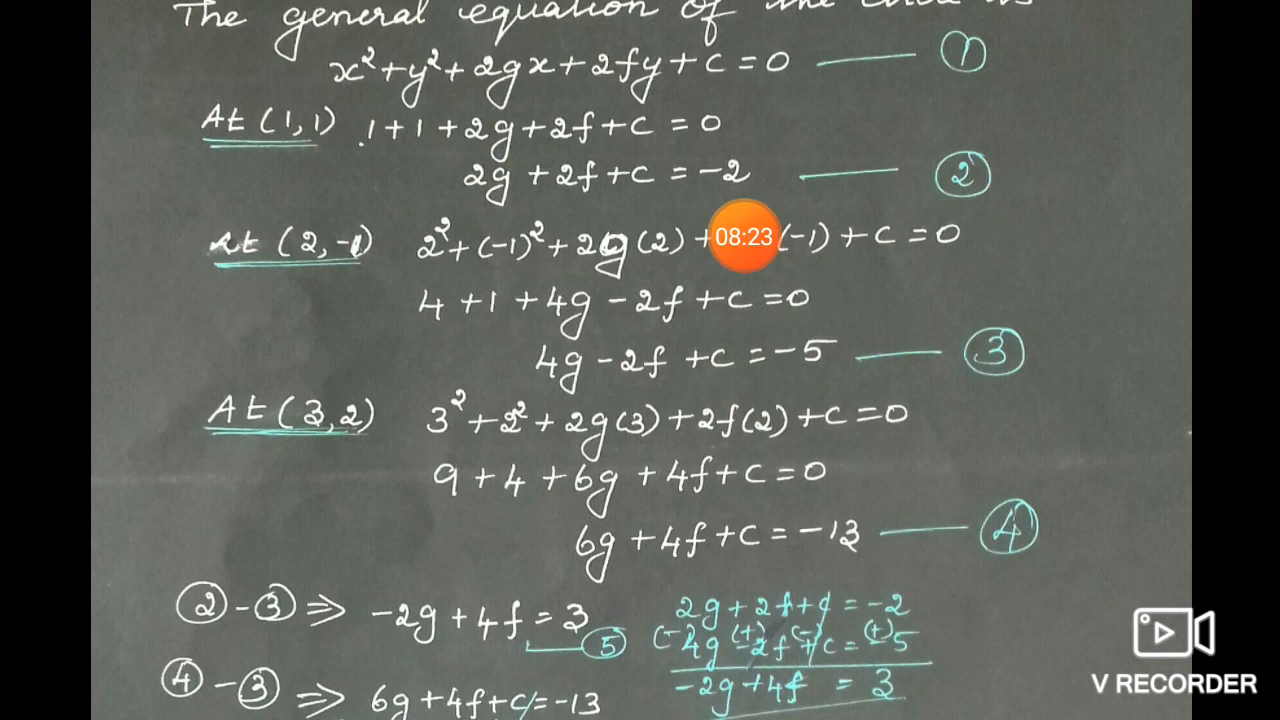 The general equation of the circle is
x²+y²+2gx+2fy+c=0 ——— ①
At (1,1) 1+1+2g+2f+c=0
2g+2f+c=-2 ——— ②
At (2,-1) 2²+(-1)²+2g(2)+ 08:23 (-1)+c=0
4+1+4g-2f+c=0
4g-2f+c=-5 ——— ③
At (3,2) 3²+2²+2g(3)+2f(2)+c=0
9+4+6g+4f+c=0
6g+4f+c=-13 ——— ④
②-③ ⇒ -2g+4f=3 ——— ⑤
2g+2f+c=-2
(-)4g (+)-2f (-)+c=(+)-5
-2g+4f = 3
④-③ ⇒ 6g+4f+c=-13
V RECORDER